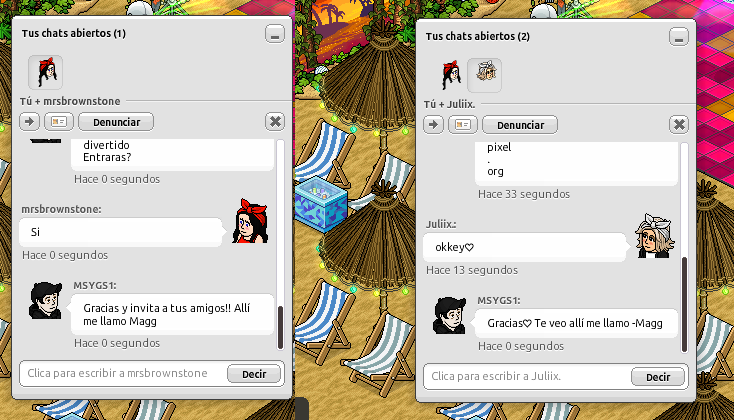 Tus chats abiertos (1)
Tú + mrsbrownstone
Denunciar
divertido
Entraras?
Hace 0 segundos
mrsbrownstone:
Si
Hace 0 segundos
MSYGS1:
Gracias y invita a tus amigos!! Allí
me llamo Magg
Hace 0 segundos
Clica para escribir a mrsbrownstone
Decir
Tus chats abiertos (2)
Tú + Juliix.
Denunciar
pixel
.
org
Hace 33 segundos
Juliix.:
okkey♡
Hace 13 segundos
MSYGS1:
Gracias♡ Te veo allí me llamo -Magg
Hace 0 segundos
Clica para escribir a Juliix.
Decir